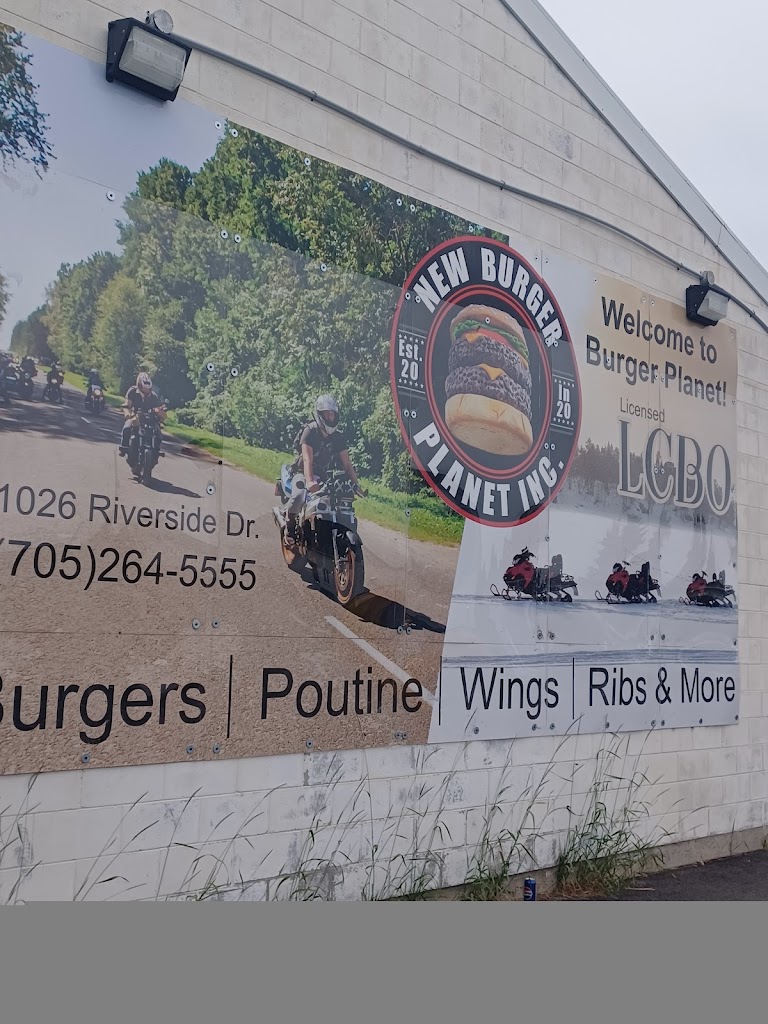 NEW BURGER
Est. 20
in 20
PLANET INC.
Welcome to
Burger Planet!
Licensed
LCBO
1026 Riverside Dr.
(705)264-5555
Burgers | Poutine | Wings | Ribs & More